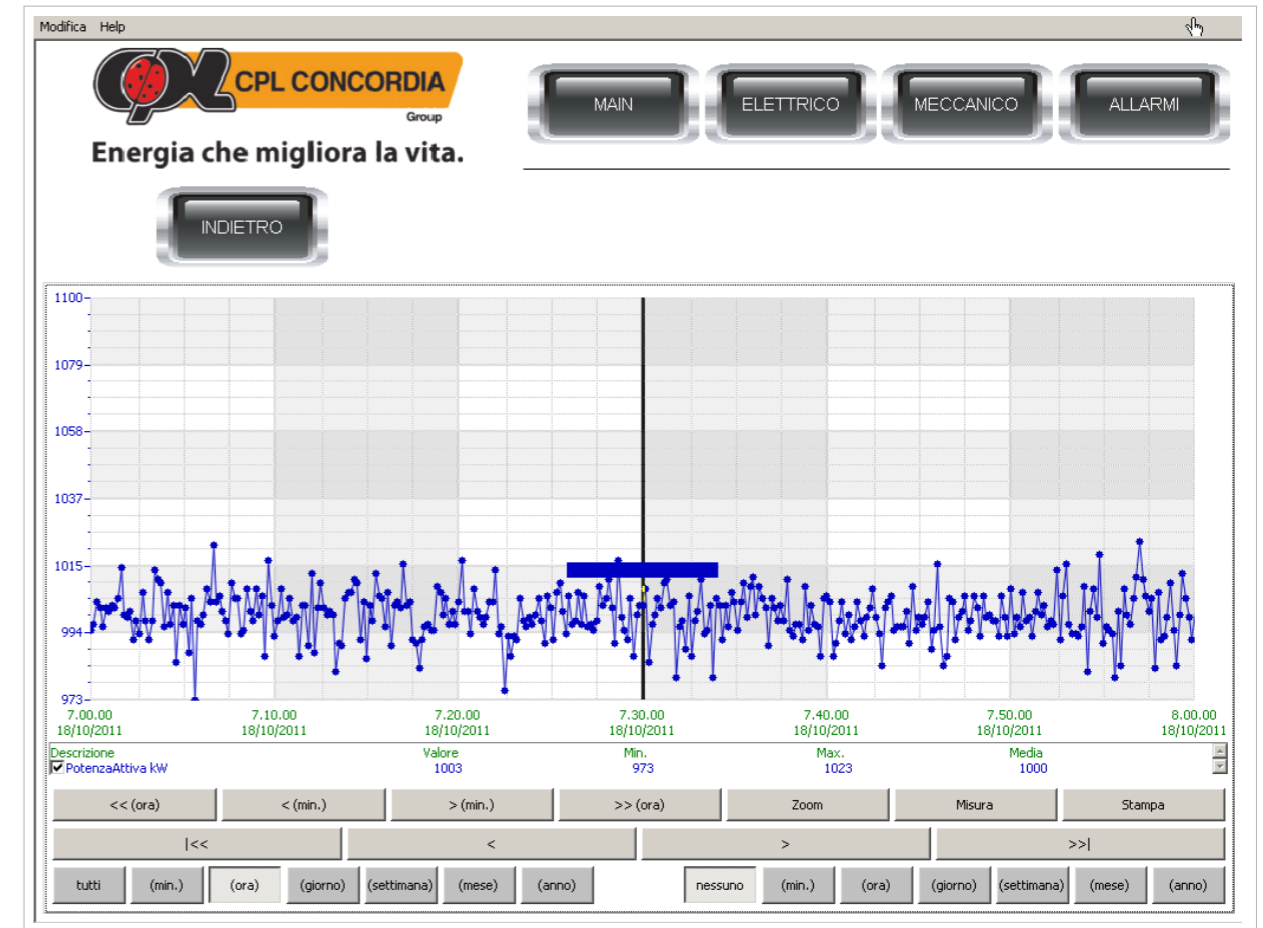 Modifica Help
CPL CONCORDIA
Group
Energia che migliora la vita.
MAIN ELETTRICO MECCANICO ALLARMI
INDIETRO
1100
1079
1058
1037
1015
994
973
7.00.00 7.10.00 7.20.00 7.30.00 7.40.00 7.50.00 8.00.00
18/10/2011 18/10/2011 18/10/2011 18/10/2011 18/10/2011 18/10/2011 18/10/2011
Descrizione Valore Min. Max. Media
PotenzaAttiva kW 1003 973 1023 1000
<< (ora) < (min.) > (min.) >> (ora) Zoom Misura Stampa
|<< < > >>|
tutti (min.) (ora) (giorno) (settimana) (mese) (anno) nessuno (min.) (ora) (giorno) (settimana) (mese) (anno)